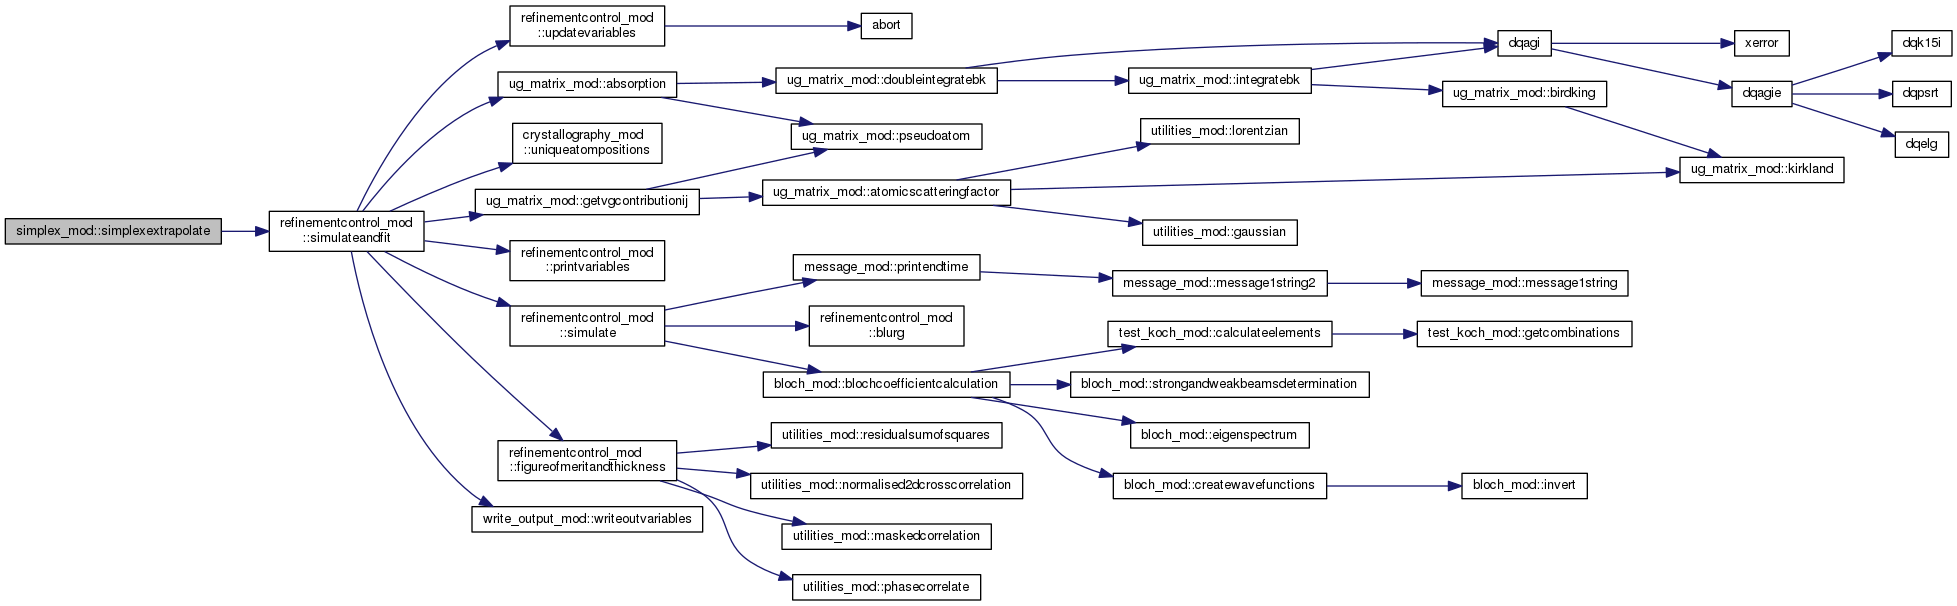 simplex_mod::simplexextrapolate
refinementcontrol_mod
::simulateandfit
refinementcontrol_mod
::updatevariables
abort
ug_matrix_mod::absorption
ug_matrix_mod::doubleintegratebk
ug_matrix_mod::integratebk
dqagi
xerror
dqagie
dqk15i
dqpsrt
dqelg
ug_matrix_mod::birdking
ug_matrix_mod::kirkland
ug_matrix_mod::pseudoatom
crystallography_mod
::uniqueatompositions
ug_matrix_mod::getvgcontributionij
ug_matrix_mod::atomicscatteringfactor
utilities_mod::lorentzian
utilities_mod::gaussian
refinementcontrol_mod
::printvariables
refinementcontrol_mod
::simulate
message_mod::printendtime
message_mod::message1string2
message_mod::message1string
refinementcontrol_mod
::blurg
bloch_mod::blochcoefficientcalculation
test_koch_mod::calculateelements
test_koch_mod::getcombinations
bloch_mod::strongandweakbeamsdetermination
bloch_mod::eigenspectrum
bloch_mod::createwavefunctions
bloch_mod::invert
refinementcontrol_mod
::figureofmeritandthickness
utilities_mod::residualsumofsquares
utilities_mod::normalised2dcrosscorrelation
utilities_mod::maskedcorrelation
utilities_mod::phasecorrelate
write_output_mod::writeoutvariables